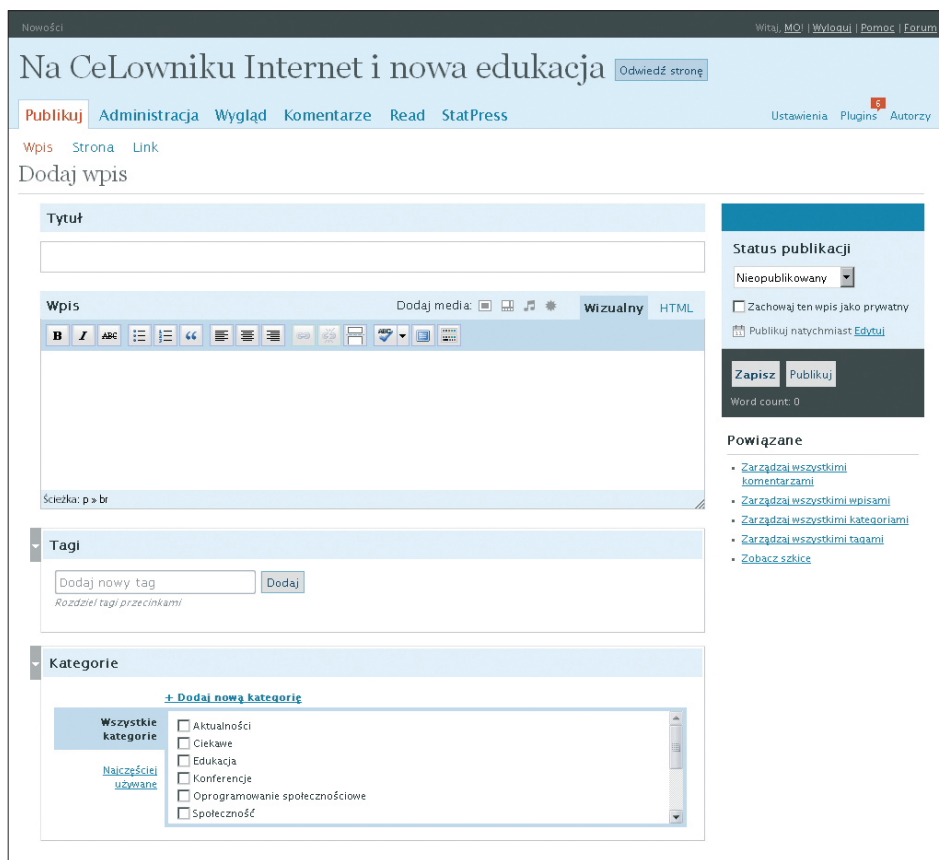 Nowości
Witaj, MO! | Wyloguj | Pomoc | Forum
Na CeLowniku Internet i nowa edukacja Odwiedź stronę
Publikuj Administracja Wygląd Komentarze Read StatPress
Ustawienia Plugins 6 Autorzy
Wpis Strona Link
Dodaj wpis
Tytuł
Wpis Dodaj media: Wizualny HTML
B I ABC
ABC
Ścieżka: p » br
Tagi
Dodaj nowy tag Dodaj
Rozdziel tagi przecinkami
Kategorie
+ Dodaj nową kategorię
Wszystkie
kategorie
Najczęściej
używane
Aktualności
Ciekawe
Edukacja
Konferencje
Oprogramowanie społecznościowe
Społeczność
Status publikacji
Nieopublikowany
Zachowaj ten wpis jako prywatny
Publikuj natychmiast Edytuj
Zapisz Publikuj
Word count: 0
Powiązane
Zarządzaj wszystkimi
komentarzami
Zarządzaj wszystkimi wpisami
Zarządzaj wszystkimi kategoriami
Zarządzaj wszystkimi tagami
Zobacz szkice